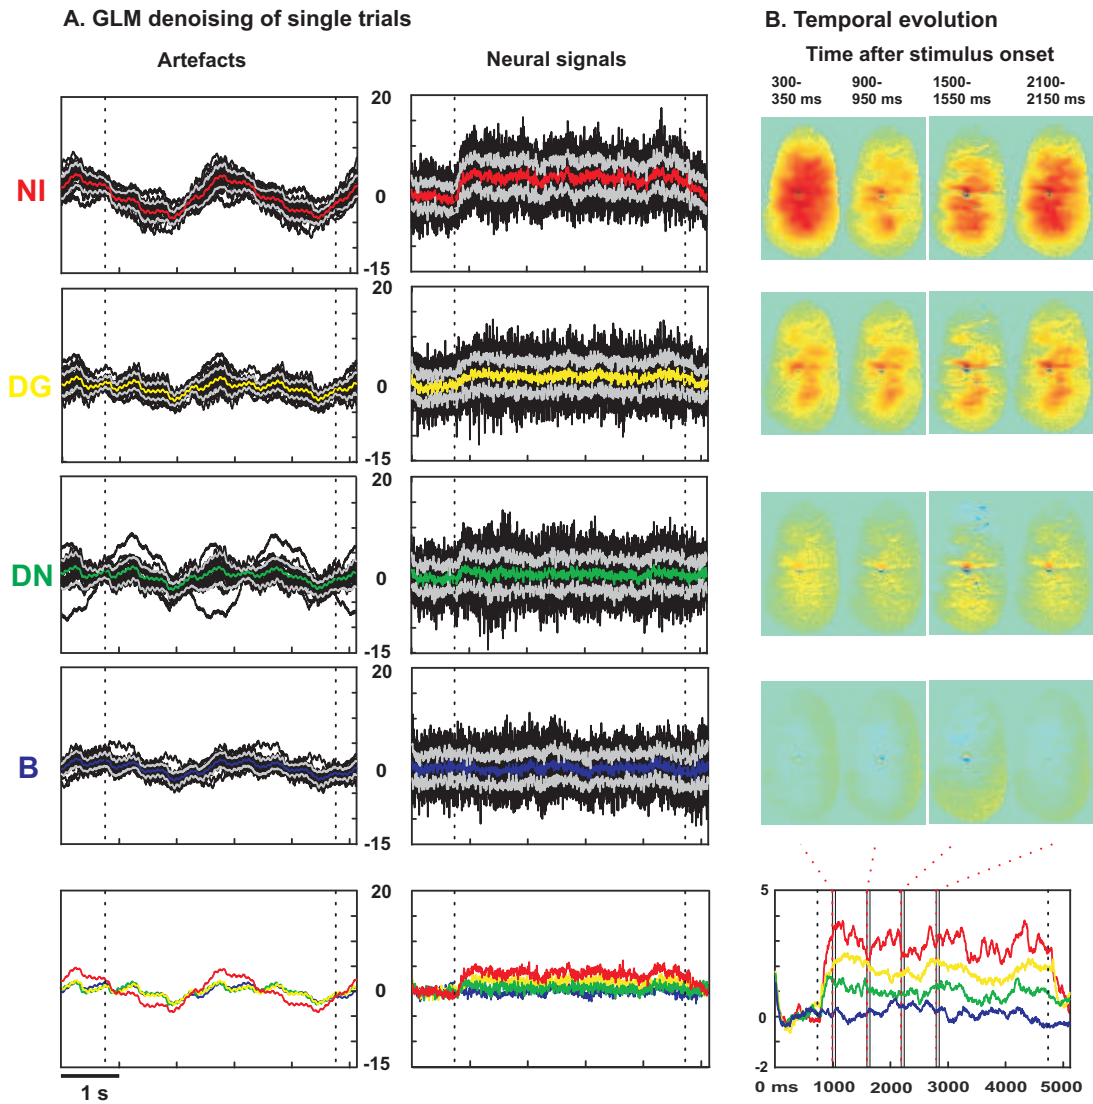 A. GLM denoising of single trials
B. Temporal evolution
Artefacts
Neural signals
Time after stimulus onset
300-
350 ms
900-
950 ms
1500-
1550 ms
2100-
2150 ms
NI
20
0
-15
DG
20
0
-15
DN
20
0
-15
B
20
0
-15
20
0
-15
1 s
5
0
-2
0 ms
1000
2000
3000
4000
5000